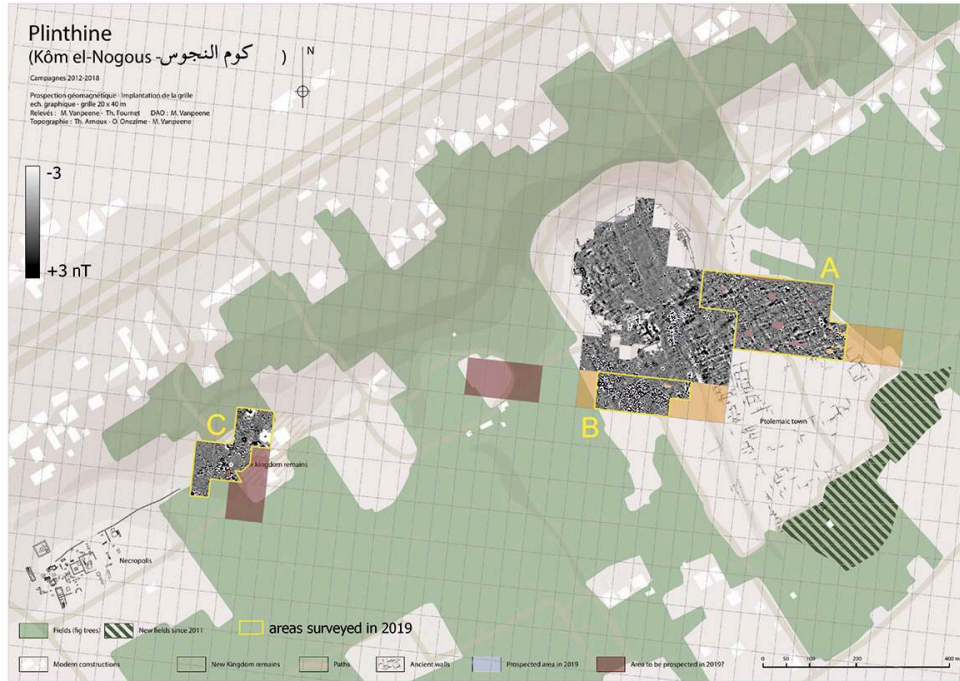 Plinthine
(Kôm el-Nogous - كوم النجوس )
N
Campagnes 2012-2018
Prospection géomagnétique - Implantation de la grille
ech. graphique - grille 20 x 40 m
Relevés : M. Vanpeene - Th. Fournet DAO : M. Vanpeene
Topographie : Th. Arnoux - O. Onezime - M. Vanpeene
-3
+3 nT
A
B
C
Ptolemaic town
kingdom remains
Necropolis
Fields (fig trees)
New fields since 2011
areas surveyed in 2019
Modern constructions
New Kingdom remains
Paths
Ancient walls
Prospected area in 2019
Area to be prospected in 2019?
0 50 100 200 400 m